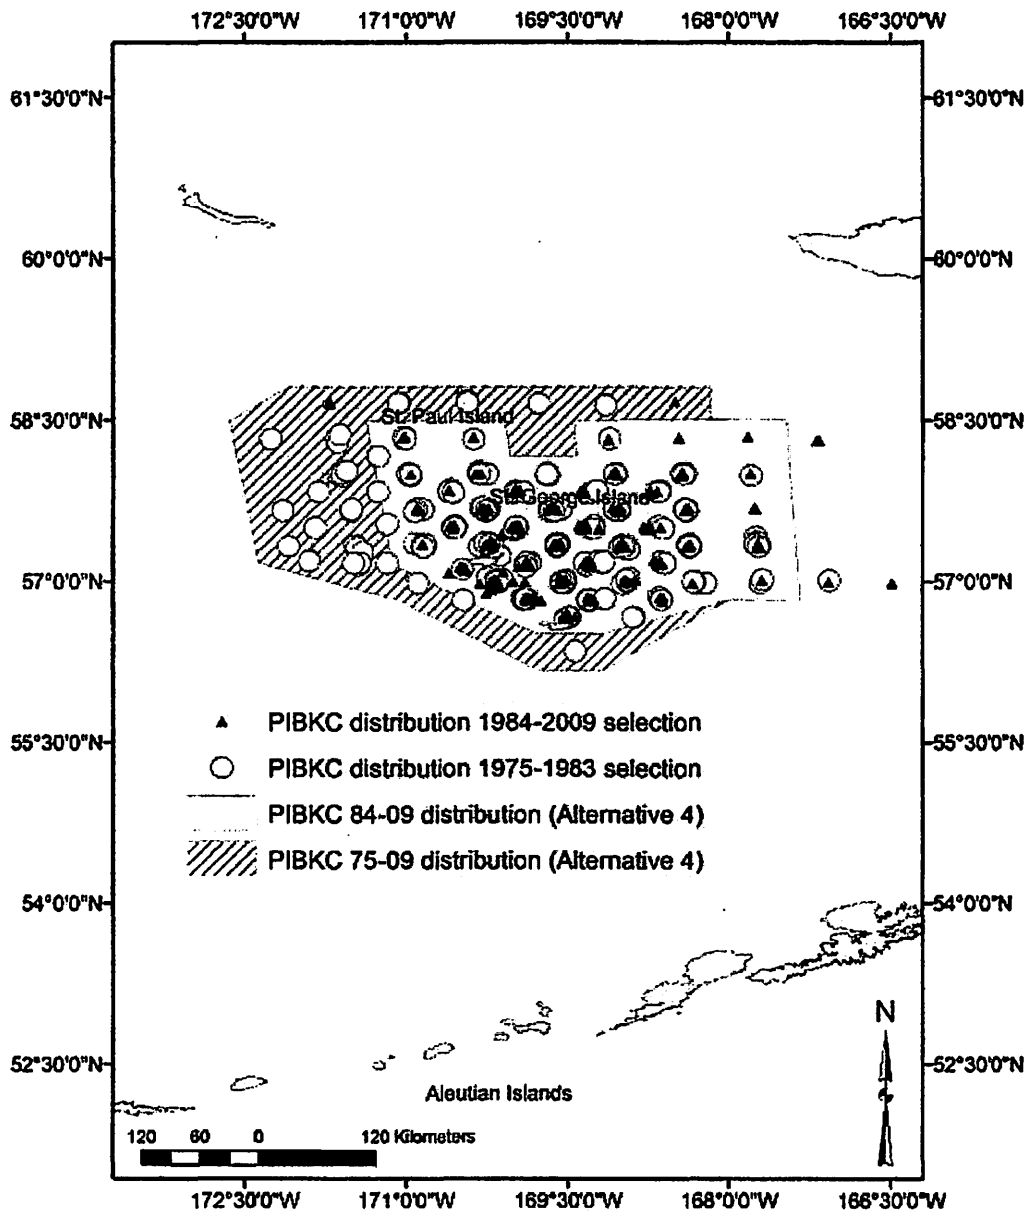 172°30'0"W 171°0'0"W 169°30'0"W 168°0'0"W 166°30'0"W
61°30'0"N 61°30'0"N
60°0'0"N 60°0'0"N
58°30'0"N 58°30'0"N
St. Paul Island
St. George Island
57°0'0"N 57°0'0"N
PIBKC distribution 1984-2009 selection
PIBKC distribution 1975-1983 selection
55°30'0"N 55°30'0"N
PIBKC 84-09 distribution (Alternative 4)
PIBKC 75-09 distribution (Alternative 4)
54°0'0"N 54°0'0"N
N
52°30'0"N 52°30'0"N
Aleutian Islands
120 60 0 120 Kilometers
172°30'0"W 171°0'0"W 169°30'0"W 168°0'0"W 166°30'0"W